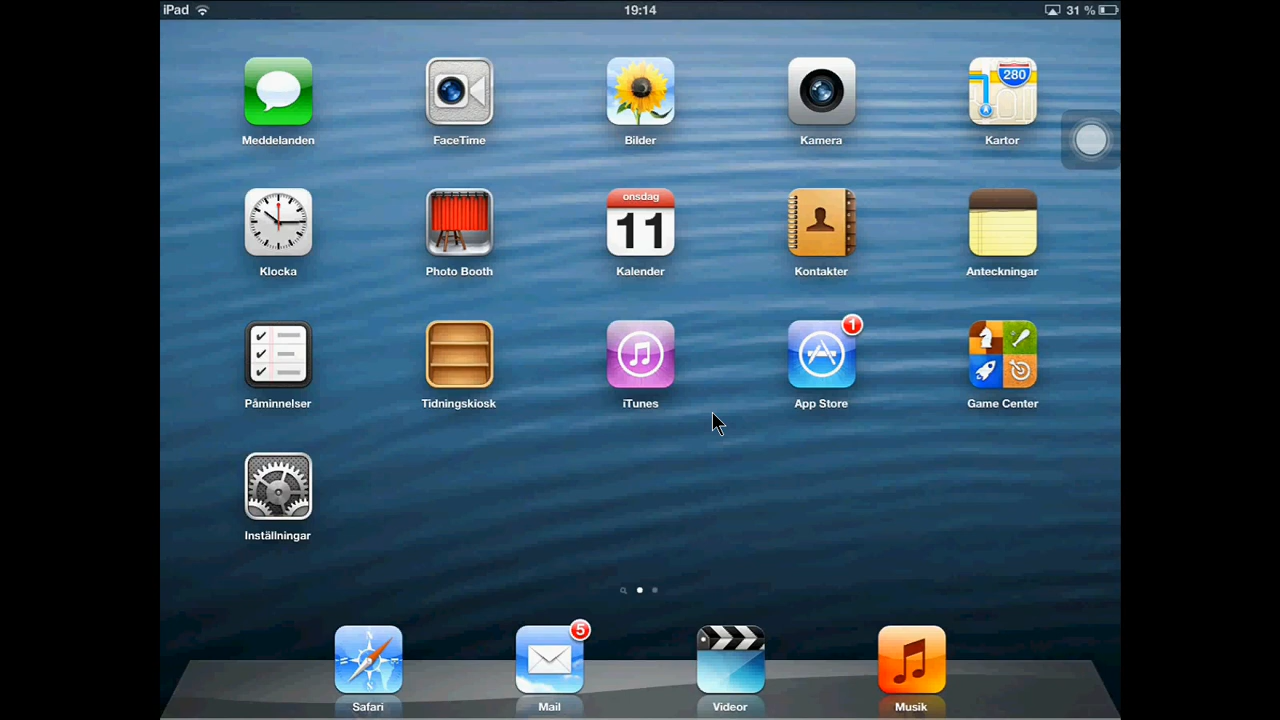 iPad 19:14 31 %
280
Meddelanden FaceTime Bilder Kamera Kartor
onsdag
11
Klocka Photo Booth Kalender Kontakter Anteckningar
1
Påminnelser Tidningskiosk iTunes App Store Game Center
Inställningar
5
N
Safari Mail Videor Musik